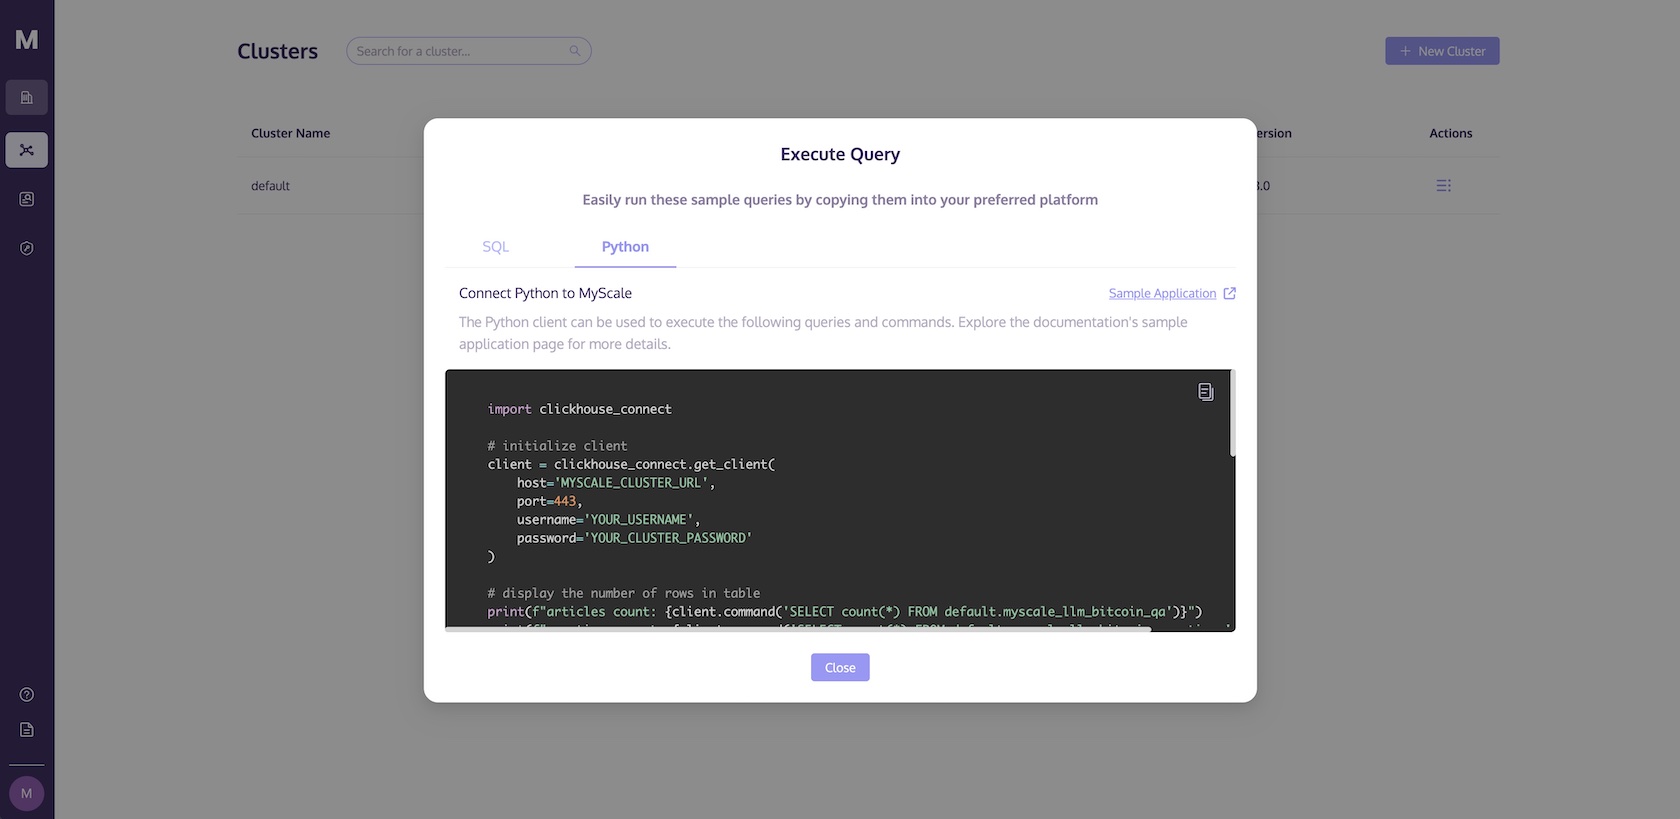 M
Clusters
Search for a cluster...
+ New Cluster
Cluster Name
ersion
Actions
default
.0
Execute Query
Easily run these sample queries by copying them into your preferred platform
SQL
Python
Connect Python to MyScale
Sample Application
The Python client can be used to execute the following queries and commands. Explore the documentation's sample
application page for more details.
import clickhouse_connect
# initialize client
client = clickhouse_connect.get_client(
host='MYSCALE_CLUSTER_URL',
port=443,
username='YOUR_USERNAME',
password='YOUR_CLUSTER_PASSWORD'
)
# display the number of rows in table
print(f"articles count: {client.command('SELECT count(*) FROM default.myscale_llm_bitcoin_qa')}")
Close
M